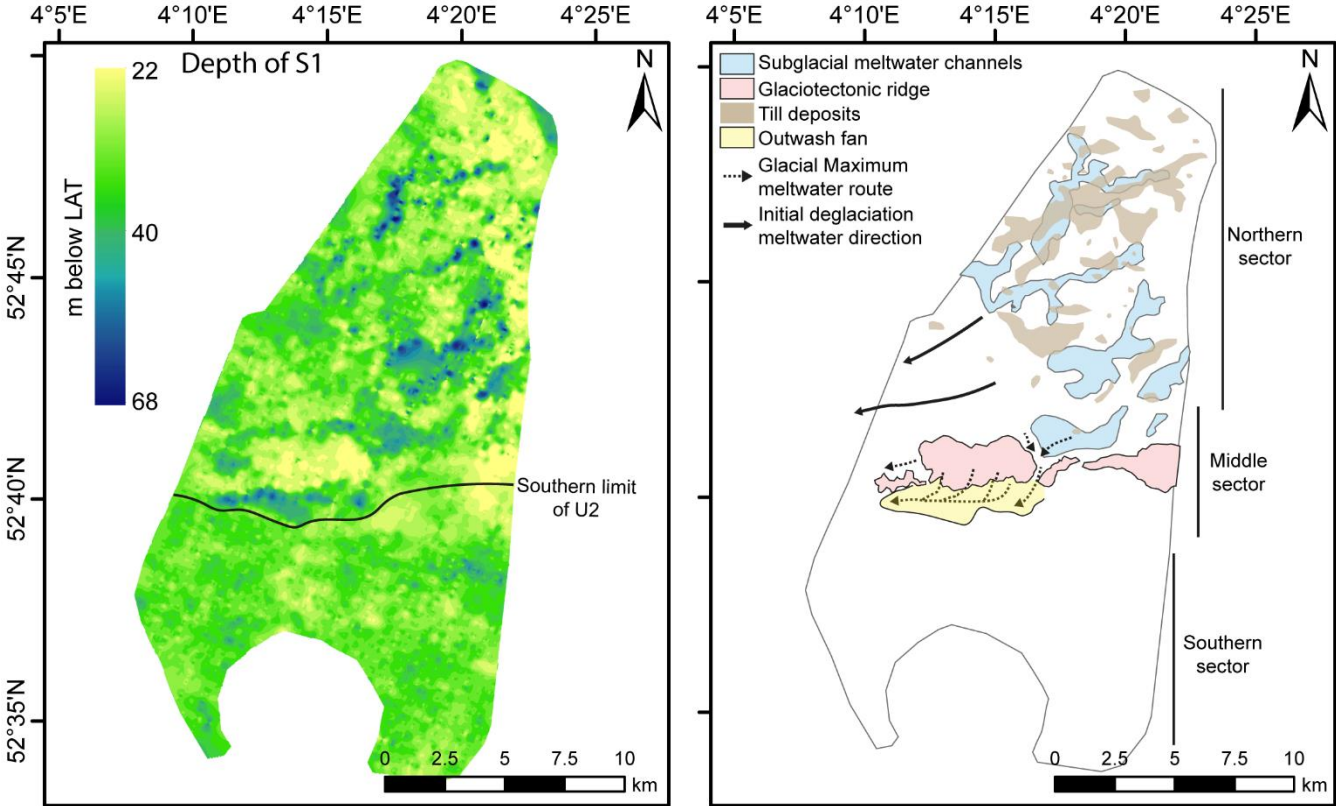 4°5'E 4°10'E 4°15'E 4°20'E 4°25'E
Depth of S1
N
22
40
68
m below LAT
52°45'N
52°40'N
52°35'N
Southern limit
of U2
0 2.5 5 7.5 10
km
4°5'E 4°10'E 4°15'E 4°20'E 4°25'E
Subglacial meltwater channels
Glaciotectonic ridge
Till deposits
Outwash fan
Glacial Maximum
meltwater route
Initial deglaciation
meltwater direction
N
Northern
sector
Middle
sector
Southern
sector
0 2.5 5 7.5 10
km